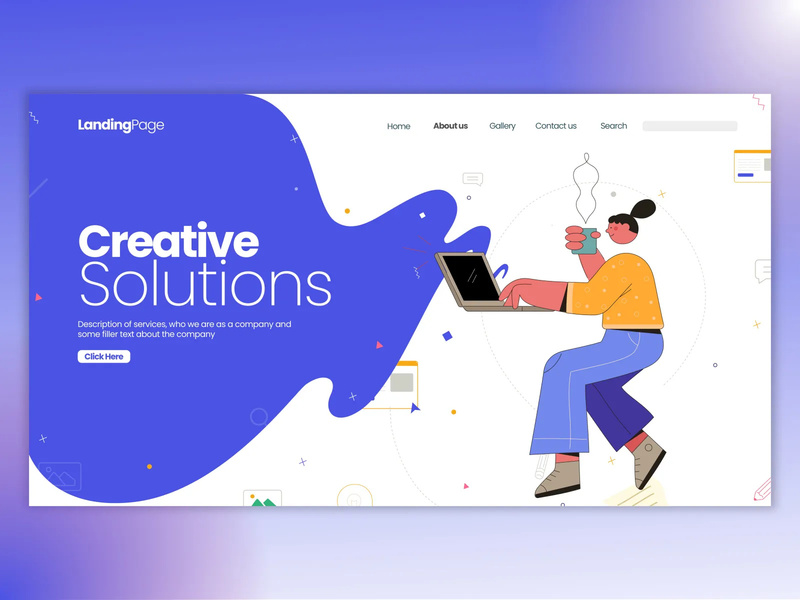 LandingPage
Home About us Gallery Contact us Search
Creative
Solutions
Description of services, who we are as a company and
some filler text about the company
Click Here